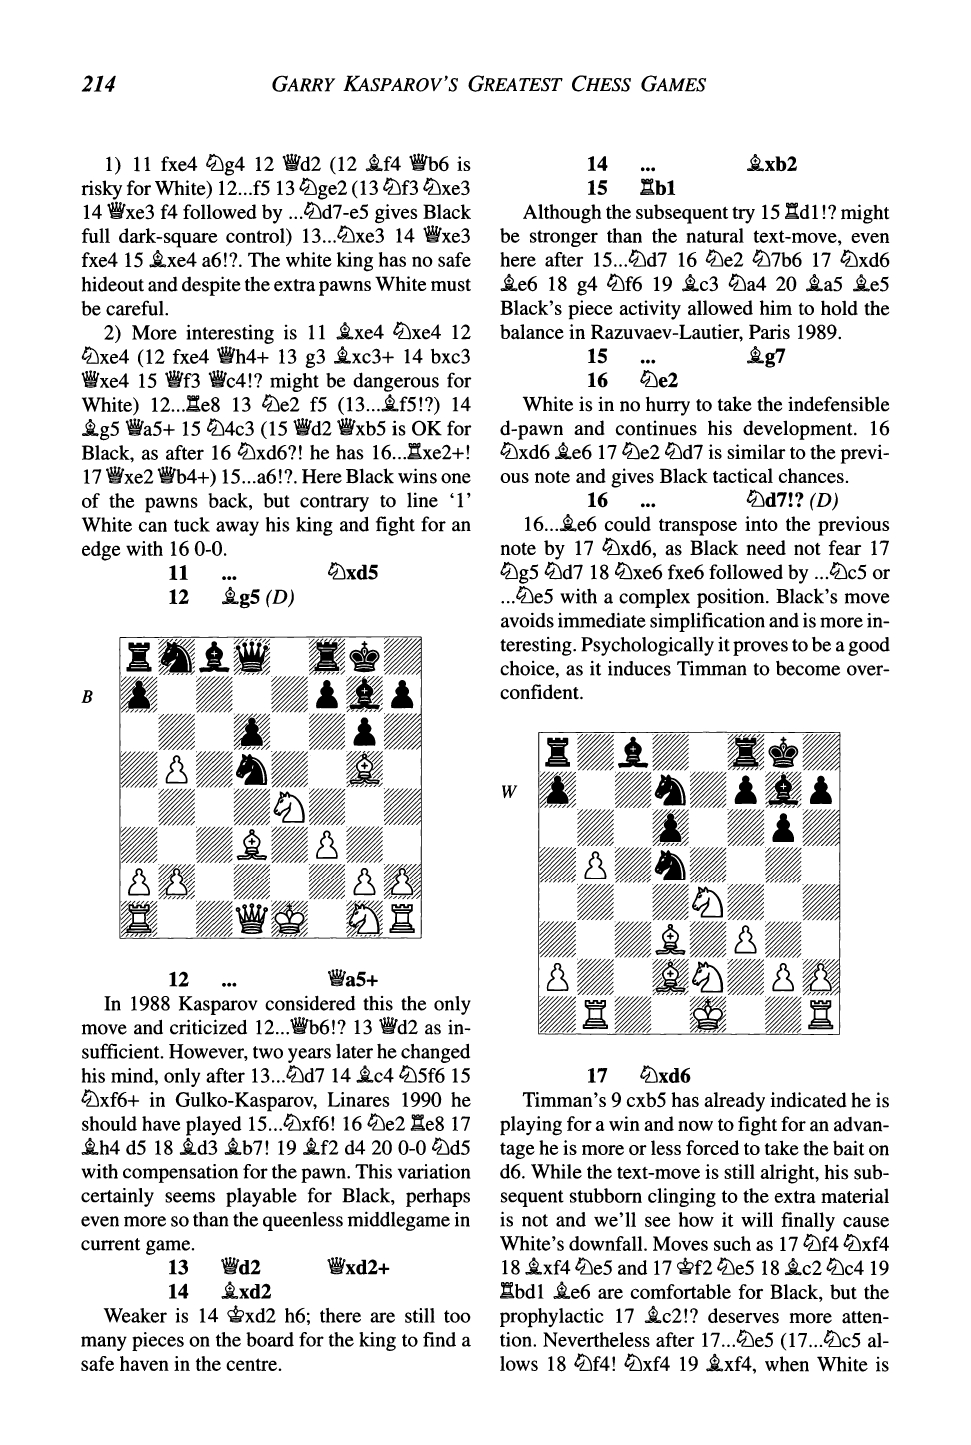 214
GARRY KASPAROV'S GREATEST CHESS GAMES
1) 11 fxe4 ♘g4 12 ♕d2 (12 ♗f4 ♕b6 is
risky for White) 12...f5 13 ♘ge2 (13 ♘f3 ♘xe3
14 ♕xe3 f4 followed by ...♘d7-e5 gives Black
full dark-square control) 13...♘xe3 14 ♕xe3
fxe4 15 ♗xe4 a6!?. The white king has no safe
hideout and despite the extra pawns White must
be careful.
2) More interesting is 11 ♗xe4 ♘xe4 12
♘xe4 (12 fxe4 ♕h4+ 13 g3 ♗xc3+ 14 bxc3
♕xe4 15 ♕f3 ♕c4!? might be dangerous for
White) 12...♖e8 13 ♘e2 f5 (13...♗f5!?) 14
♗g5 ♕a5+ 15 ♘4c3 (15 ♕d2 ♕xb5 is OK for
Black, as after 16 ♘xd6?! he has 16...♖xe2+!
17 ♕xe2 ♕b4+) 15...a6!?. Here Black wins one
of the pawns back, but contrary to line '1'
White can tuck away his king and fight for an
edge with 16 0-0.
11 ... ♘xd5
12 ♗g5 (D)
B
12 ... ♕a5+
In 1988 Kasparov considered this the only
move and criticized 12...♕b6!? 13 ♕d2 as in-
sufficient. However, two years later he changed
his mind, only after 13...♘d7 14 ♗c4 ♘5f6 15
♘xf6+ in Gulko-Kasparov, Linares 1990 he
should have played 15...♘xf6! 16 ♘e2 ♖e8 17
♗h4 d5 18 ♗d3 ♗b7! 19 ♗f2 d4 20 0-0 ♘d5
with compensation for the pawn. This variation
certainly seems playable for Black, perhaps
even more so than the queenless middlegame in
current game.
13 ♕d2 ♕xd2+
14 ♗xd2
Weaker is 14 ♔xd2 h6; there are still too
many pieces on the board for the king to find a
safe haven in the centre.
14 ... ♗xb2
15 ♖b1
Although the subsequent try 15 ♖d1!? might
be stronger than the natural text-move, even
here after 15...♘d7 16 ♘e2 ♘7b6 17 ♘xd6
♗e6 18 g4 ♘f6 19 ♗c3 ♘a4 20 ♗a5 ♗e5
Black's piece activity allowed him to hold the
balance in Razuvaev-Lautier, Paris 1989.
15 ... ♗g7
16 ♘e2
White is in no hurry to take the indefensible
d-pawn and continues his development. 16
♘xd6 ♗e6 17 ♘e2 ♘d7 is similar to the previ-
ous note and gives Black tactical chances.
16 ... ♘d7!? (D)
16...♗e6 could transpose into the previous
note by 17 ♘xd6, as Black need not fear 17
♘g5 ♘d7 18 ♘xe6 fxe6 followed by ...♘c5 or
...♘e5 with a complex position. Black's move
avoids immediate simplification and is more in-
teresting. Psychologically it proves to be a good
choice, as it induces Timman to become over-
confident.
W
17 ♘xd6
Timman's 9 cxb5 has already indicated he is
playing for a win and now to fight for an advan-
tage he is more or less forced to take the bait on
d6. While the text-move is still alright, his sub-
sequent stubborn clinging to the extra material
is not and we'll see how it will finally cause
White's downfall. Moves such as 17 ♘f4 ♘xf4
18 ♗xf4 ♘e5 and 17 ♔f2 ♘e5 18 ♗c2 ♘c4 19
♖bd1 ♗e6 are comfortable for Black, but the
prophylactic 17 ♗c2!? deserves more atten-
tion. Nevertheless after 17...♘e5 (17...♘c5 al-
lows 18 ♘f4! ♘xf4 19 ♗xf4, when White is